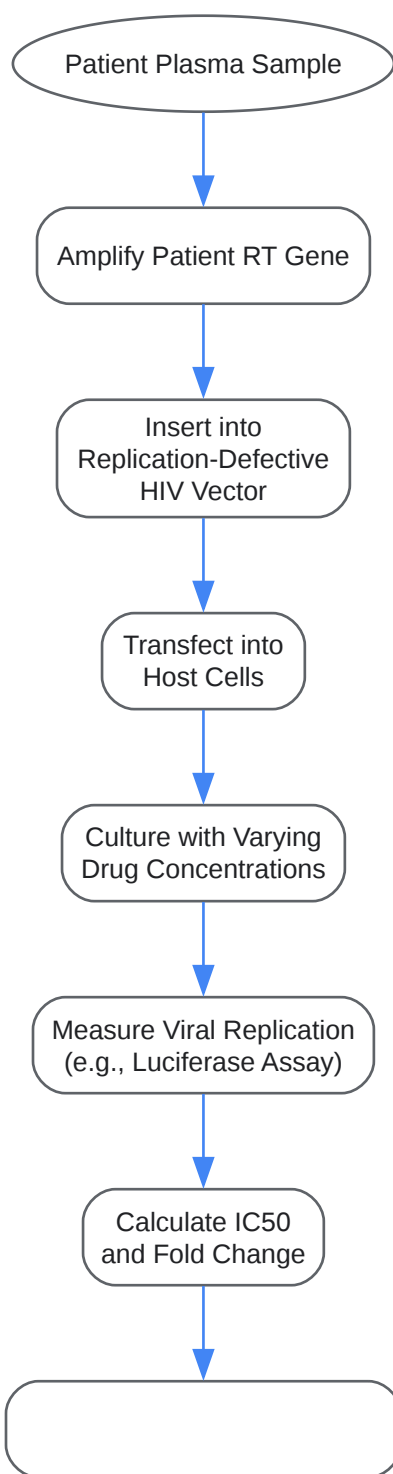 Patient Plasma Sample
Amplify Patient RT Gene
Insert into
Replication-Defective
HIV Vector
Transfect into
Host Cells
Culture with Varying
Drug Concentrations
Measure Viral Replication
(e.g., Luciferase Assay)
Calculate IC50
and Fold Change